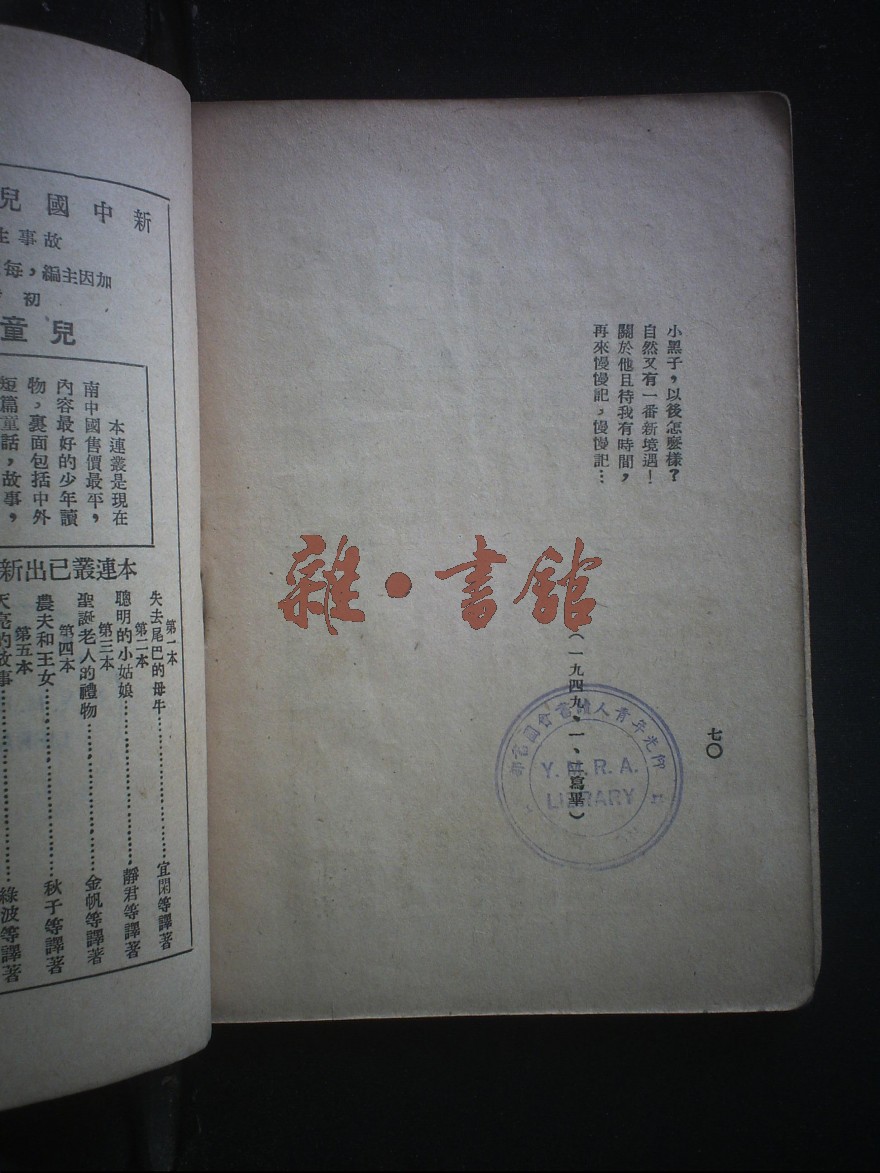 小黑子，以後怎麼樣？
自然又有一番新境遇！
關於他且待我有時間，
再來慢慢記，慢慢記…
（一九四九、一、寫畢）
七〇
Y.M.R.A.
LIBRARY
雜·書館
新中國兒
故事
加因主編，每
初
兒童
本連叢是現在
南中國售價最平，
內容最好的少年讀
物。裏面包括中外
短篇童話，故事，
本連叢已出新
第一本
失去尾巴的母牛……宜閑等譯著
第二本
聰明的小姑娘……靜君等譯著
第三本
聖誕老人的禮物……金帆等譯著
第四本
農夫和王女……秋子等譯著
第五本
天亮的故事……綠波等譯著